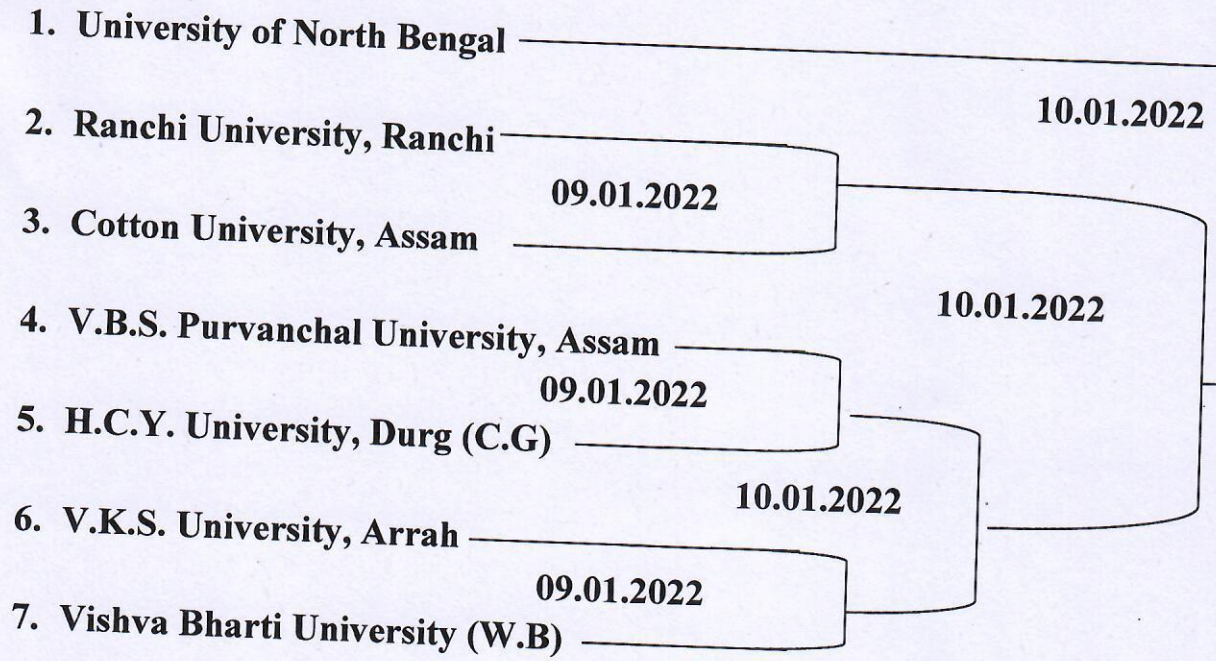 1. University of North Bengal
10.01.2022
2. Ranchi University, Ranchi
09.01.2022
3. Cotton University, Assam
10.01.2022
4. V.B.S. Purvanchal University, Assam
09.01.2022
5. H.C.Y. University, Durg (C.G)
10.01.2022
6. V.K.S. University, Arrah
09.01.2022
7. Vishva Bharti University (W.B)